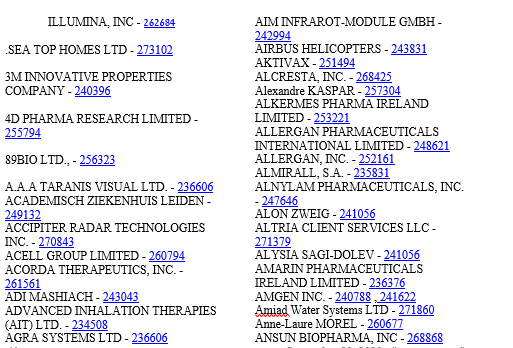 ILLUMINA, INC - 262684
.SEA TOP HOMES LTD - 273102
3M INNOVATIVE PROPERTIES
COMPANY - 240396
4D PHARMA RESEARCH LIMITED -
255794
89BIO LTD., - 256323
A.A.A TARANIS VISUAL LTD. - 236606
ACADEMISCH ZIEKENHUIS LEIDEN -
249132
ACCIPITER RADAR TECHNOLOGIES
INC. - 270843
ACELL GROUP LIMITED - 260794
ACORDA THERAPEUTICS, INC. -
261561
ADI MASHIACH - 243043
ADVANCED INHALATION THERAPIES
(AIT) LTD. - 234508
AGRA SYSTEMS LTD - 236606
AIM INFRAROT-MODULE GMBH -
242994
AIRBUS HELICOPTERS - 243831
AKTIVAX - 251494
ALCRESTA, INC. - 268425
Alexandre KASPAR - 257304
ALKERMES PHARMA IRELAND
LIMITED - 253221
ALLERGAN PHARMACEUTICALS
INTERNATIONAL LIMITED - 248621
ALLERGAN, INC. - 252161
ALMIRALL, S.A. - 235831
ALNYLAM PHARMACEUTICALS, INC.
- 247646
ALON ZWEIG - 241056
ALTRIA CLIENT SERVICES LLC -
271379
ALYSIA SAGI-DOLEV - 241056
AMARIN PHARMACEUTICALS
IRELAND LIMITED - 236376
AMGEN INC. - 240788 , 241622
Amiad Water Systems LTD - 271860
Anne-Laure MOREL - 260677
ANSUN BIOPHARMA, INC - 268868